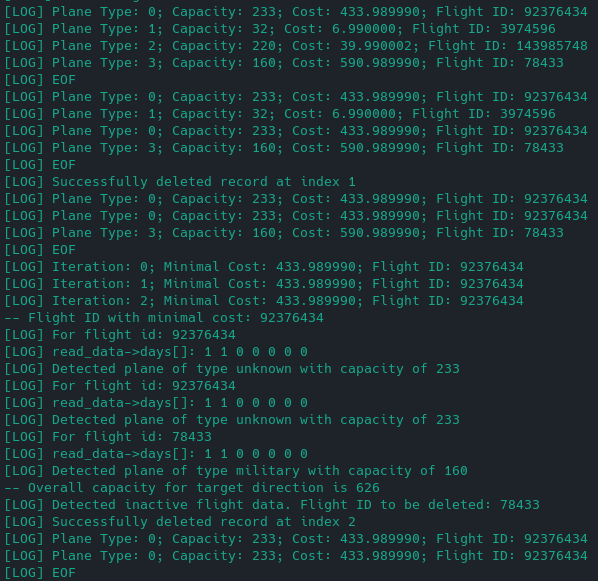 [LOG] Plane Type: 0; Capacity: 233; Cost: 433.989990; Flight ID: 92376434
[LOG] Plane Type: 1; Capacity: 32; Cost: 6.990000; Flight ID: 3974596
[LOG] Plane Type: 2; Capacity: 220; Cost: 39.990002; Flight ID: 143985748
[LOG] Plane Type: 3; Capacity: 160; Cost: 590.989990; Flight ID: 78433
[LOG] EOF
[LOG] Plane Type: 0; Capacity: 233; Cost: 433.989990; Flight ID: 92376434
[LOG] Plane Type: 1; Capacity: 32; Cost: 6.990000; Flight ID: 3974596
[LOG] Plane Type: 0; Capacity: 233; Cost: 433.989990; Flight ID: 92376434
[LOG] Plane Type: 3; Capacity: 160; Cost: 590.989990; Flight ID: 78433
[LOG] EOF
[LOG] Successfully deleted record at index 1
[LOG] Plane Type: 0; Capacity: 233; Cost: 433.989990; Flight ID: 92376434
[LOG] Plane Type: 0; Capacity: 233; Cost: 433.989990; Flight ID: 92376434
[LOG] Plane Type: 3; Capacity: 160; Cost: 590.989990; Flight ID: 78433
[LOG] EOF
[LOG] Iteration: 0; Minimal Cost: 433.989990; Flight ID: 92376434
[LOG] Iteration: 1; Minimal Cost: 433.989990; Flight ID: 92376434
[LOG] Iteration: 2; Minimal Cost: 433.989990; Flight ID: 92376434
-- Flight ID with minimal cost: 92376434
[LOG] For flight id: 92376434
[LOG] read_data->days[]: 1 1 0 0 0 0 0
[LOG] Detected plane of type unknown with capacity of 233
[LOG] For flight id: 92376434
[LOG] read_data->days[]: 1 1 0 0 0 0 0
[LOG] Detected plane of type unknown with capacity of 233
[LOG] For flight id: 78433
[LOG] read_data->days[]: 1 1 0 0 0 0 0
[LOG] Detected plane of type military with capacity of 160
-- Overall capacity for target direction is 626
[LOG] Detected inactive flight data. Flight ID to be deleted: 78433
[LOG] Successfully deleted record at index 2
[LOG] Plane Type: 0; Capacity: 233; Cost: 433.989990; Flight ID: 92376434
[LOG] Plane Type: 0; Capacity: 233; Cost: 433.989990; Flight ID: 92376434
[LOG] EOF